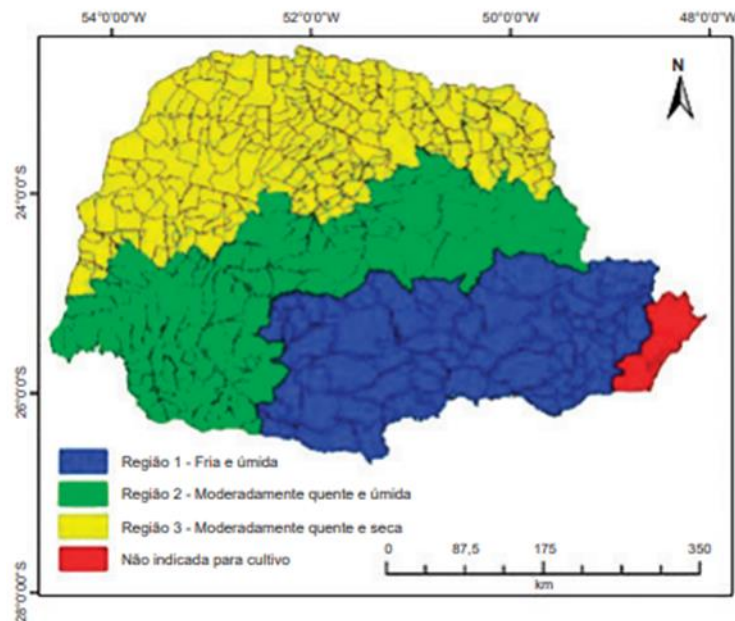 54°0'0"W 52°0'0"W 50°0'0"W 48°0'0"W
N
24°0'0"S
26°0'0"S
28°0'0"S
Região 1 - Fria e úmida
Região 2 - Moderadamente quente e úmida
Região 3 - Moderadamente quente e seca
Não indicada para cultivo
0 87,5 175 350
km